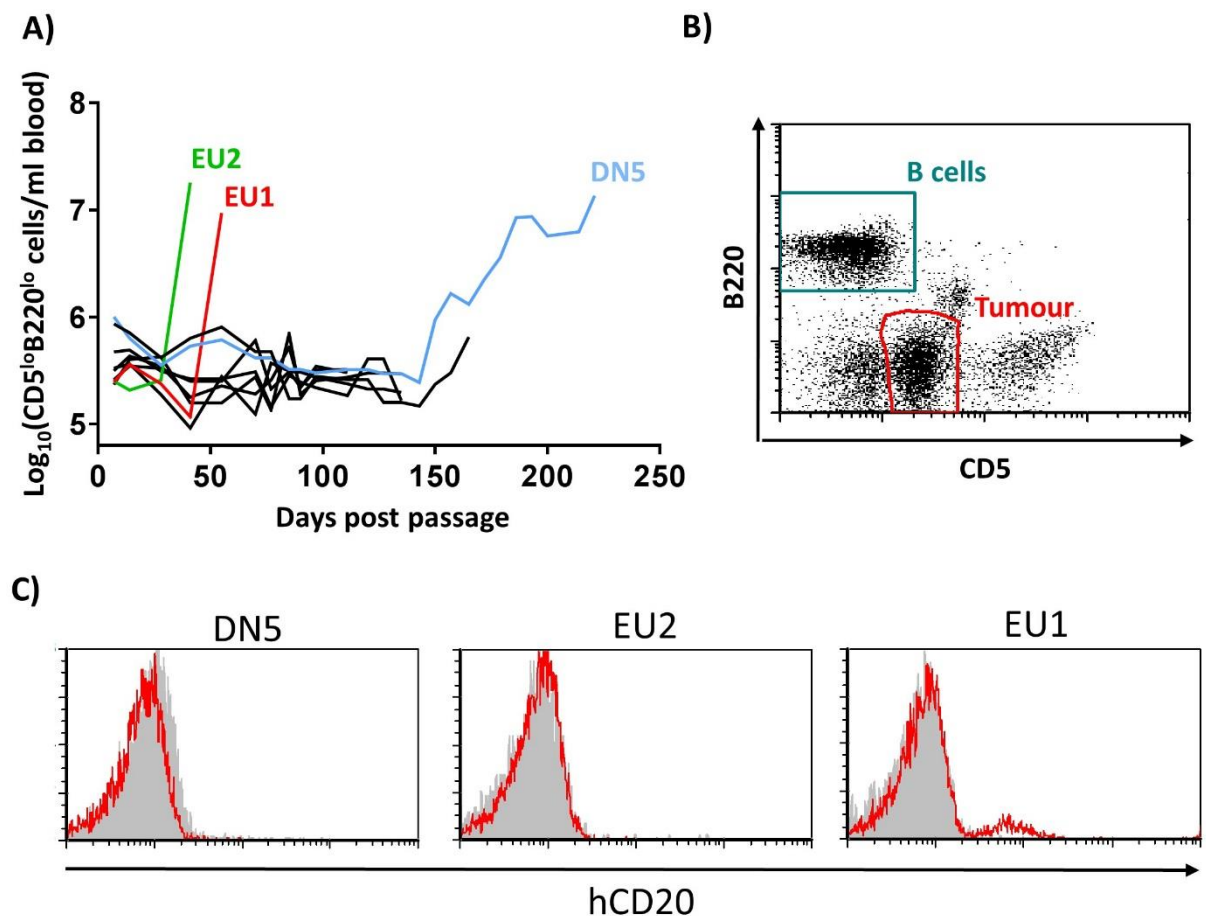 A)
Log₁₀(CD5ˡᵒB220ˡᵒ cells/ml blood)
8
7
6
5
0 50 100 150 200 250
Days post passage
EU2
EU1
DN5
B)
B cells
Tumour
B220
CD5
C)
DN5 EU2 EU1
hCD20